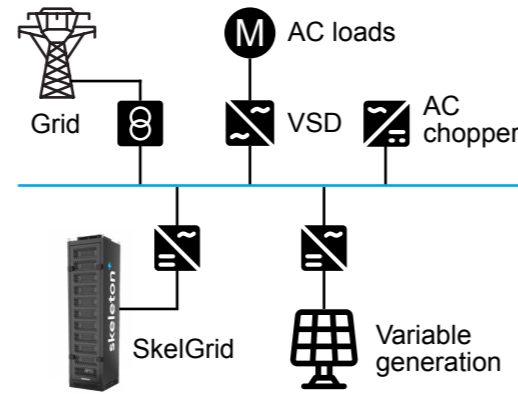 M
AC loads
Grid
VSD
AC
chopper
skeleton
SkelGrid
Variable
generation